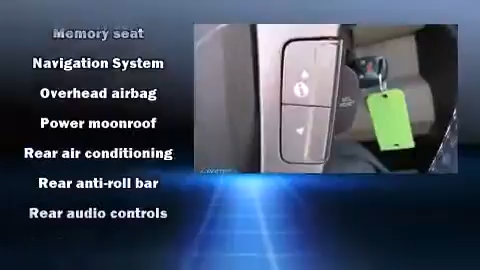 Memory seat
Navigation System
Overhead airbag
Power moonroof
Rear air conditioning
Rear anti-roll bar
Rear audio controls